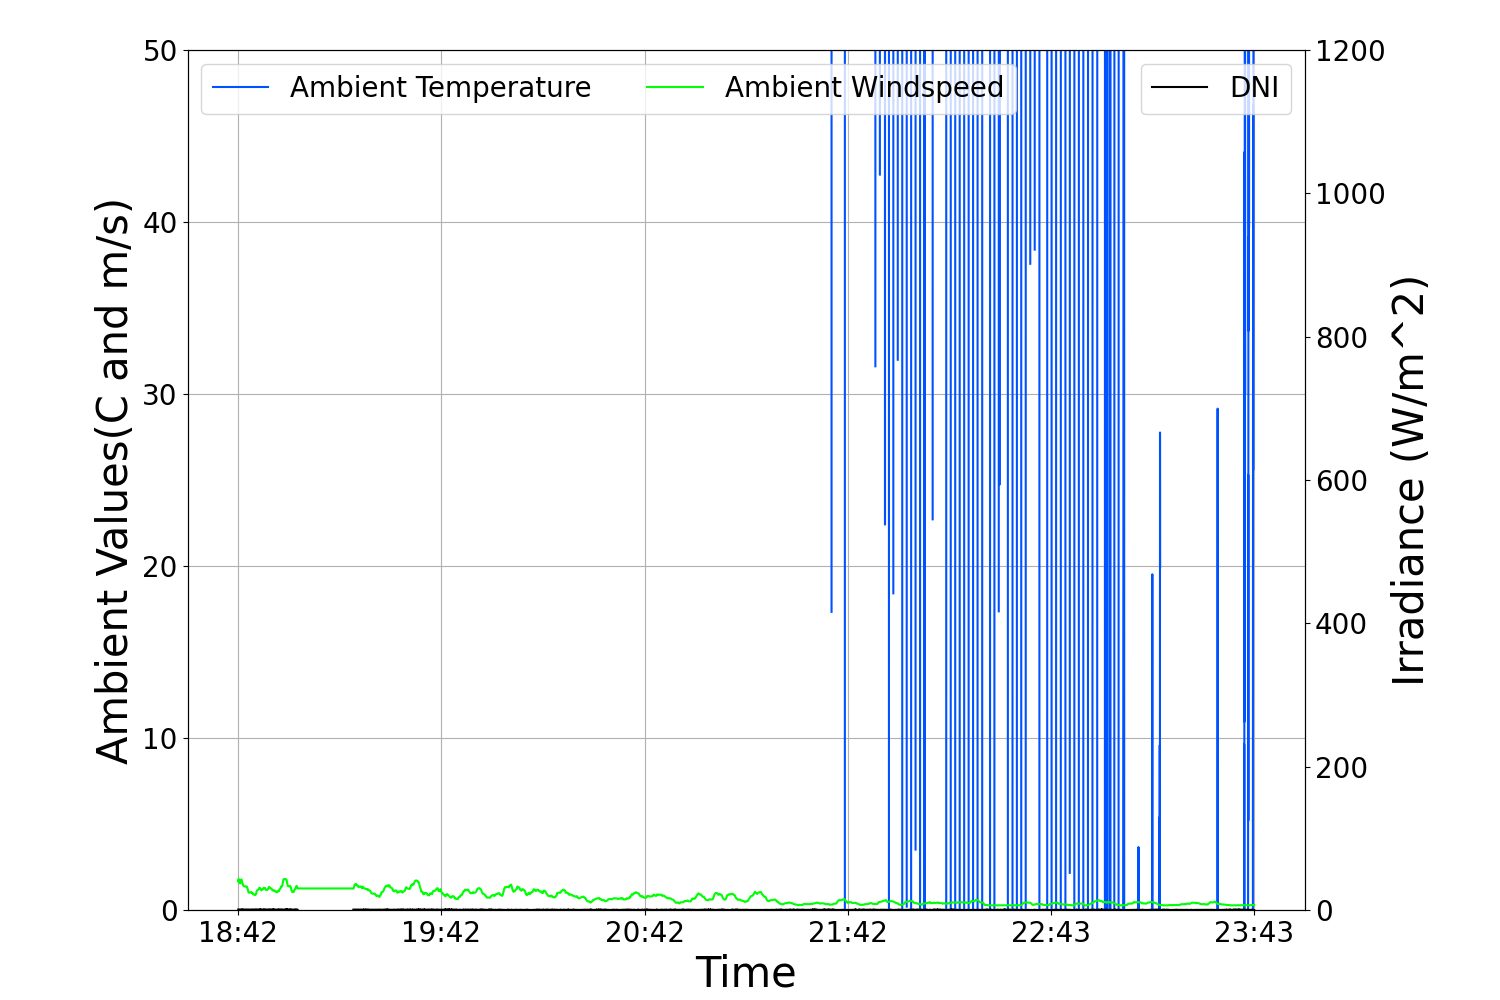 Ambient Temperature Ambient Windspeed DNI
Ambient Values(C and m/s)
50
40
30
20
10
0
1200
1000
800
600
400
200
0
Irradiance (W/m^2)
18:42 19:42 20:42 21:42 22:43 23:43
Time